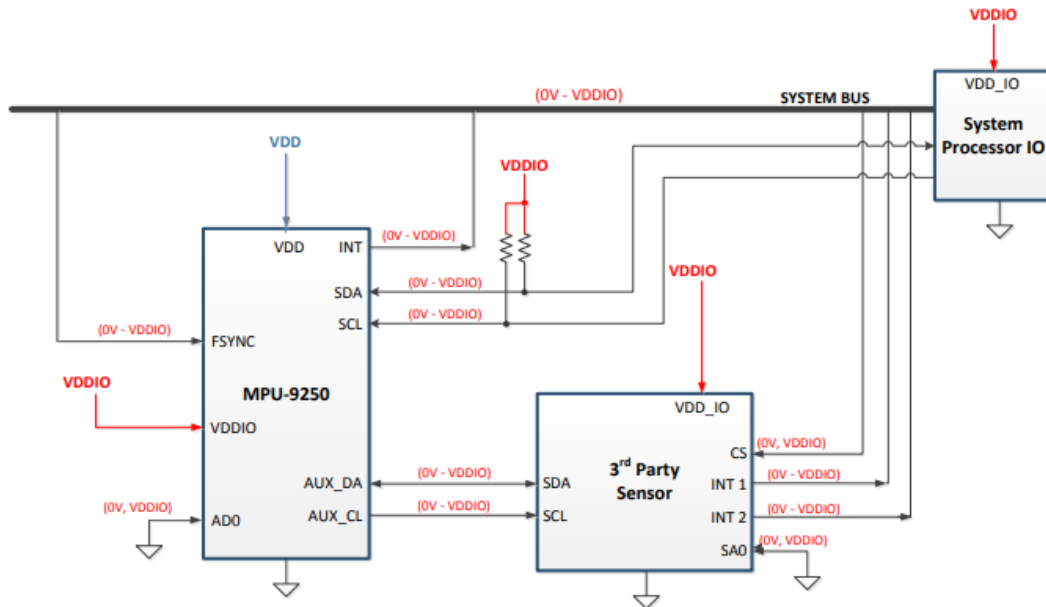 VDDIO
VDD_IO
System
Processor IO
(0V - VDDIO)
SYSTEM BUS
VDD
VDDIO
VDD
INT
(0V - VDDIO)
SDA
(0V - VDDIO)
SCL
(0V - VDDIO)
VDDIO
(0V - VDDIO)
FSYNC
VDDIO
MPU-9250
VDD_IO
VDDIO
CS
(0V, VDDIO)
3rd Party
Sensor
AUX_DA
(0V - VDDIO)
SDA
INT 1
(0V - VDDIO)
(0V, VDDIO)
AD0
AUX_CL
(0V - VDDIO)
SCL
INT 2
(0V - VDDIO)
SA0
(0V, VDDIO)